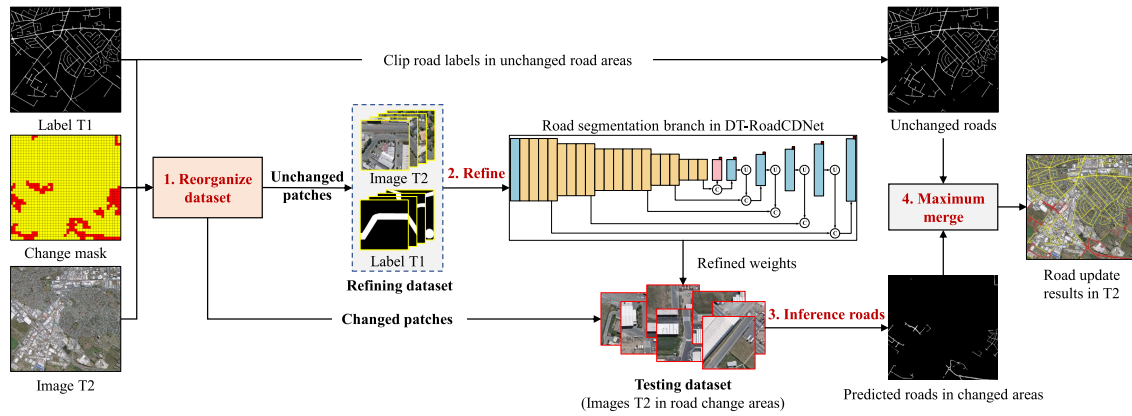 Clip road labels in unchanged road areas
Label T1
Unchanged roads
Road segmentation branch in DT-RoadCDNet
1. Reorganize
dataset
Unchanged
patches
Image T2
2. Refine
U
U
U
U
U
C
C
C
C
C
4. Maximum
merge
Change mask
Label T1
Refining dataset
Refined weights
Road update
results in T2
Changed patches
3. Inference roads
Image T2
Testing dataset
(Images T2 in road change areas)
Predicted roads in changed areas